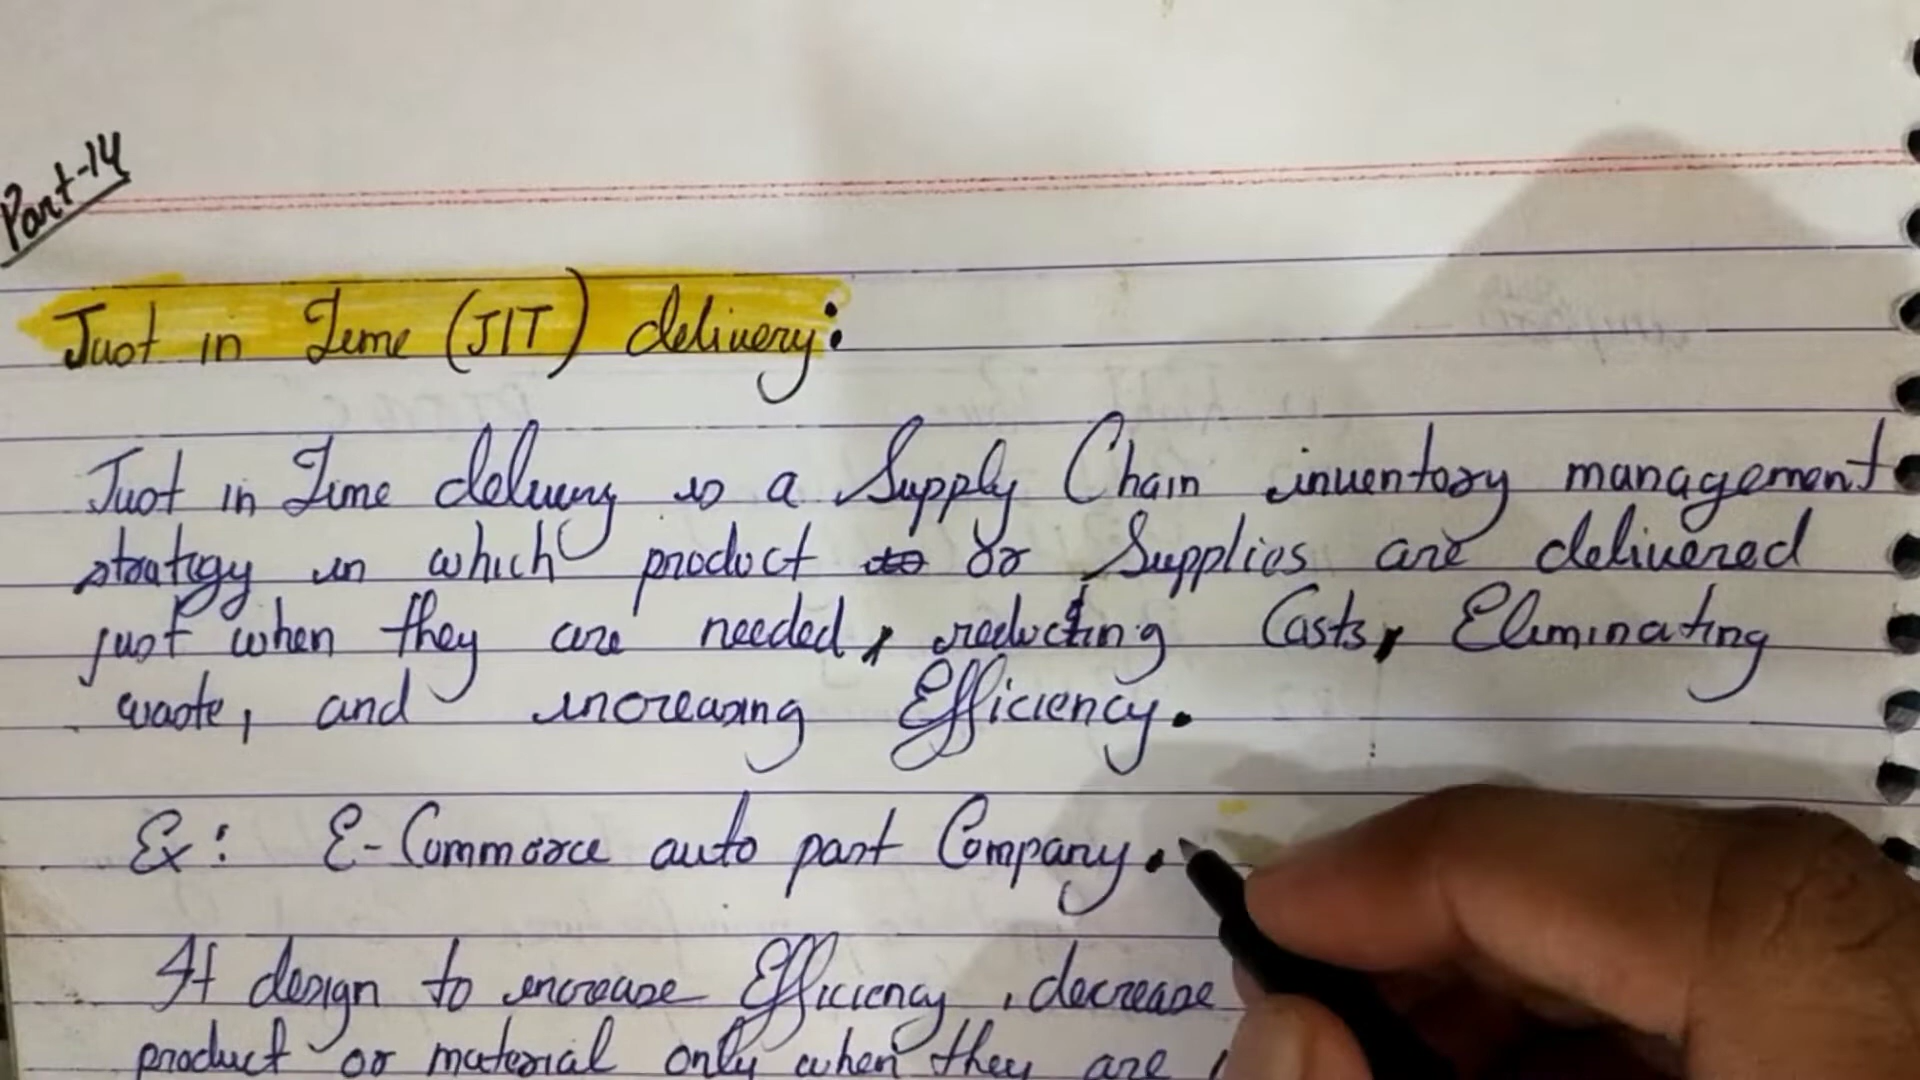 Part-14
Just in Time (JIT) delivery:
Just in Time delivery is a Supply Chain inventory management
strategy in which product or Supplies are delivered
just when they are needed, reducting Casts, Eliminating
waste, and increasing Efficiency.
Ex: E-Commorce auto part Company.
It design to increase Efficiency, decrease
product or material only when they are